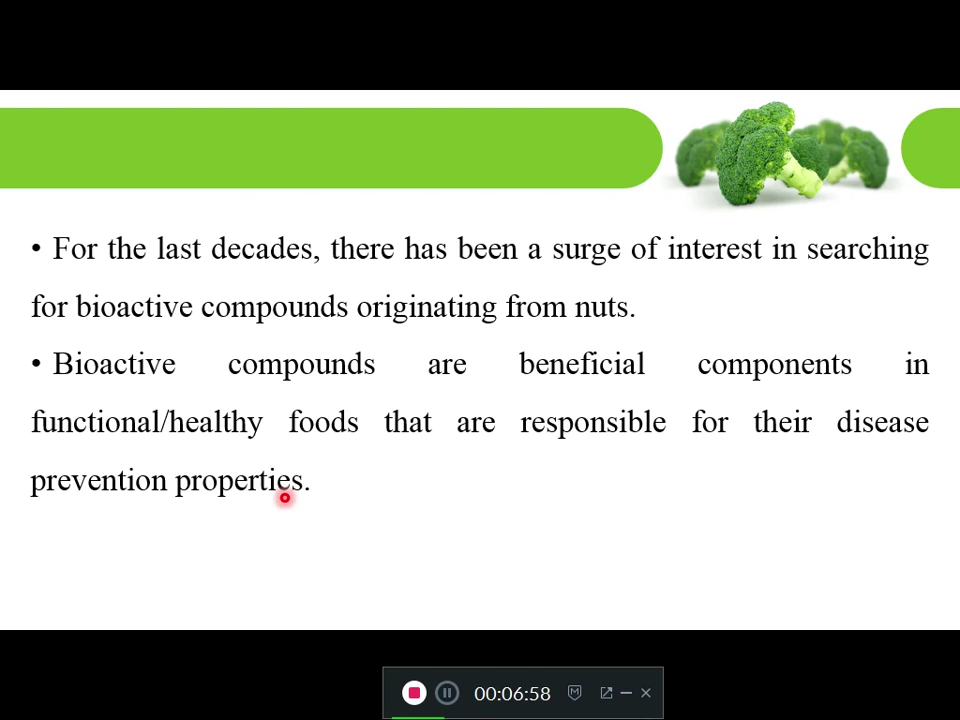 • For the last decades, there has been a surge of interest in searching
for bioactive compounds originating from nuts.
• Bioactive compounds are beneficial components in
functional/healthy foods that are responsible for their disease
prevention properties.
00:06:58